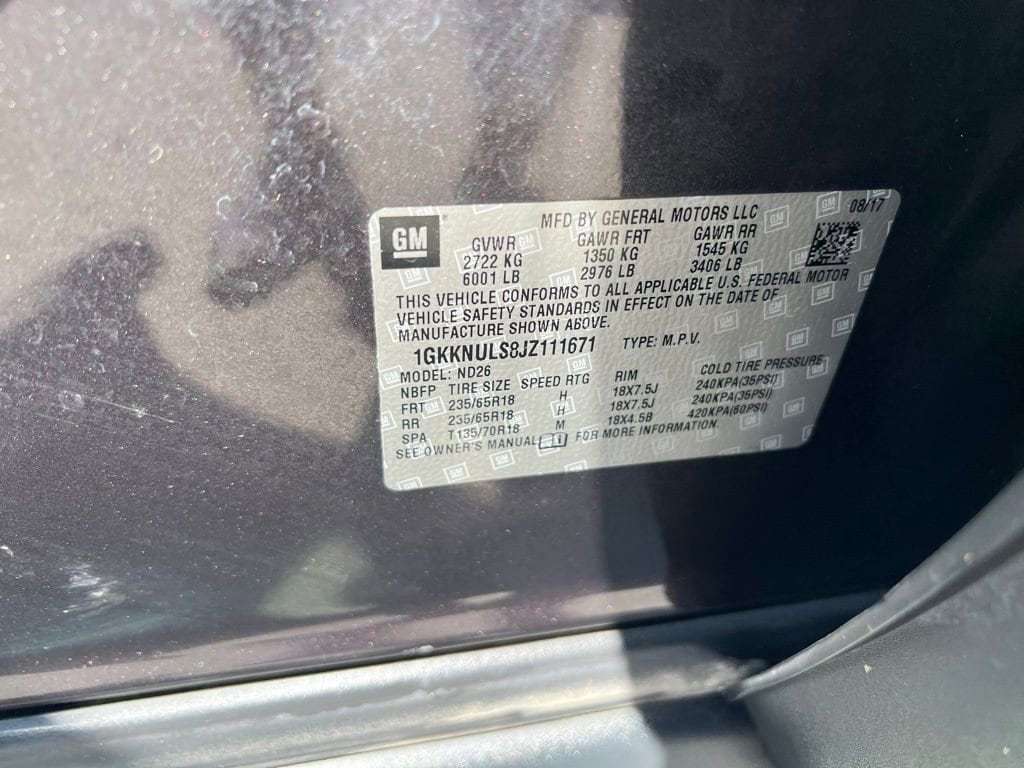 GM
MFD BY GENERAL MOTORS LLC 08/17
GVWR GAWR FRT GAWR RR
2722 KG 1350 KG 1545 KG
6001 LB 2976 LB 3406 LB
THIS VEHICLE CONFORMS TO ALL APPLICABLE U.S. FEDERAL MOTOR
VEHICLE SAFETY STANDARDS IN EFFECT ON THE DATE OF
MANUFACTURE SHOWN ABOVE.
1GKKNULS8JZ111671 TYPE: M.P.V.
MODEL: ND26
NBFP TIRE SIZE SPEED RTG RIM COLD TIRE PRESSURE
FRT 235/65R18 H 18X7.5J 240KPA(35PSI)
RR 235/65R18 H 18X7.5J 240KPA(35PSI)
SPA T135/70R18 M 18X4.5B 420KPA(60PSI)
SEE OWNER'S MANUAL i FOR MORE INFORMATION.